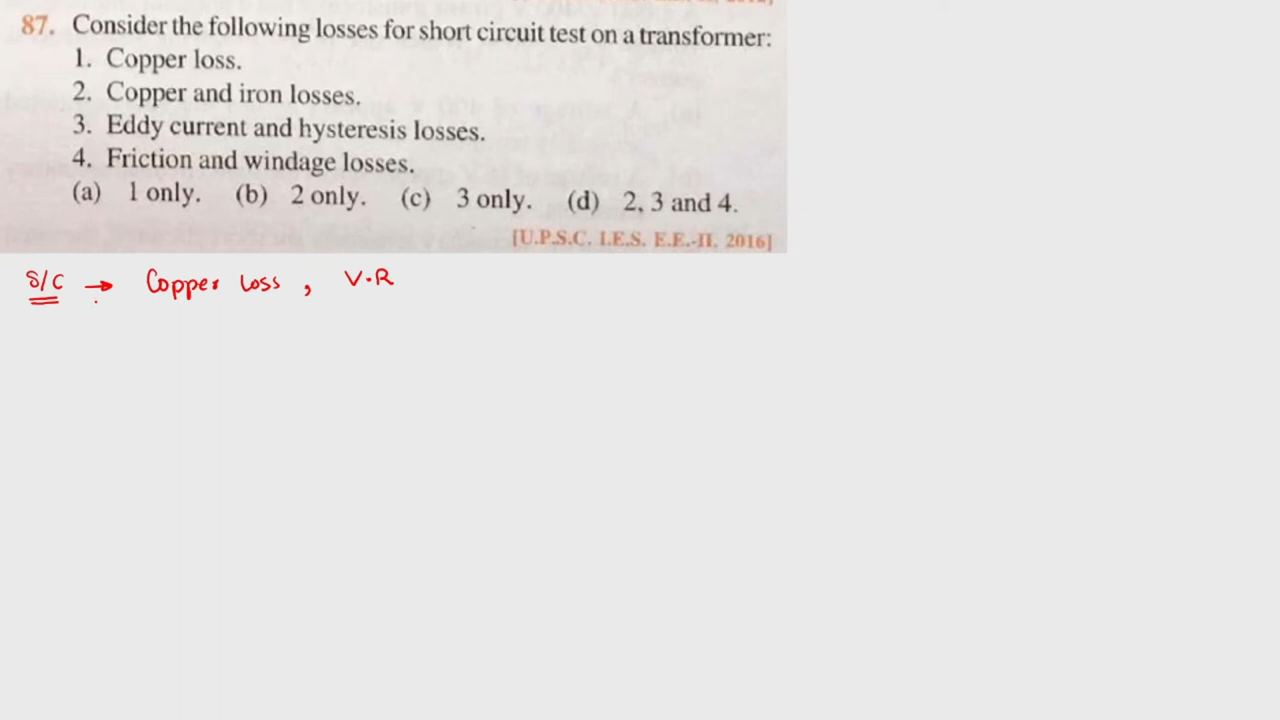 87. Consider the following losses for short circuit test on a transformer:
1. Copper loss.
2. Copper and iron losses.
3. Eddy current and hysteresis losses.
4. Friction and windage losses.
(a) 1 only. (b) 2 only. (c) 3 only. (d) 2, 3 and 4.
[U.P.S.C. I.E.S. E.E.-II, 2016]
S/C → Copper Loss , V.R